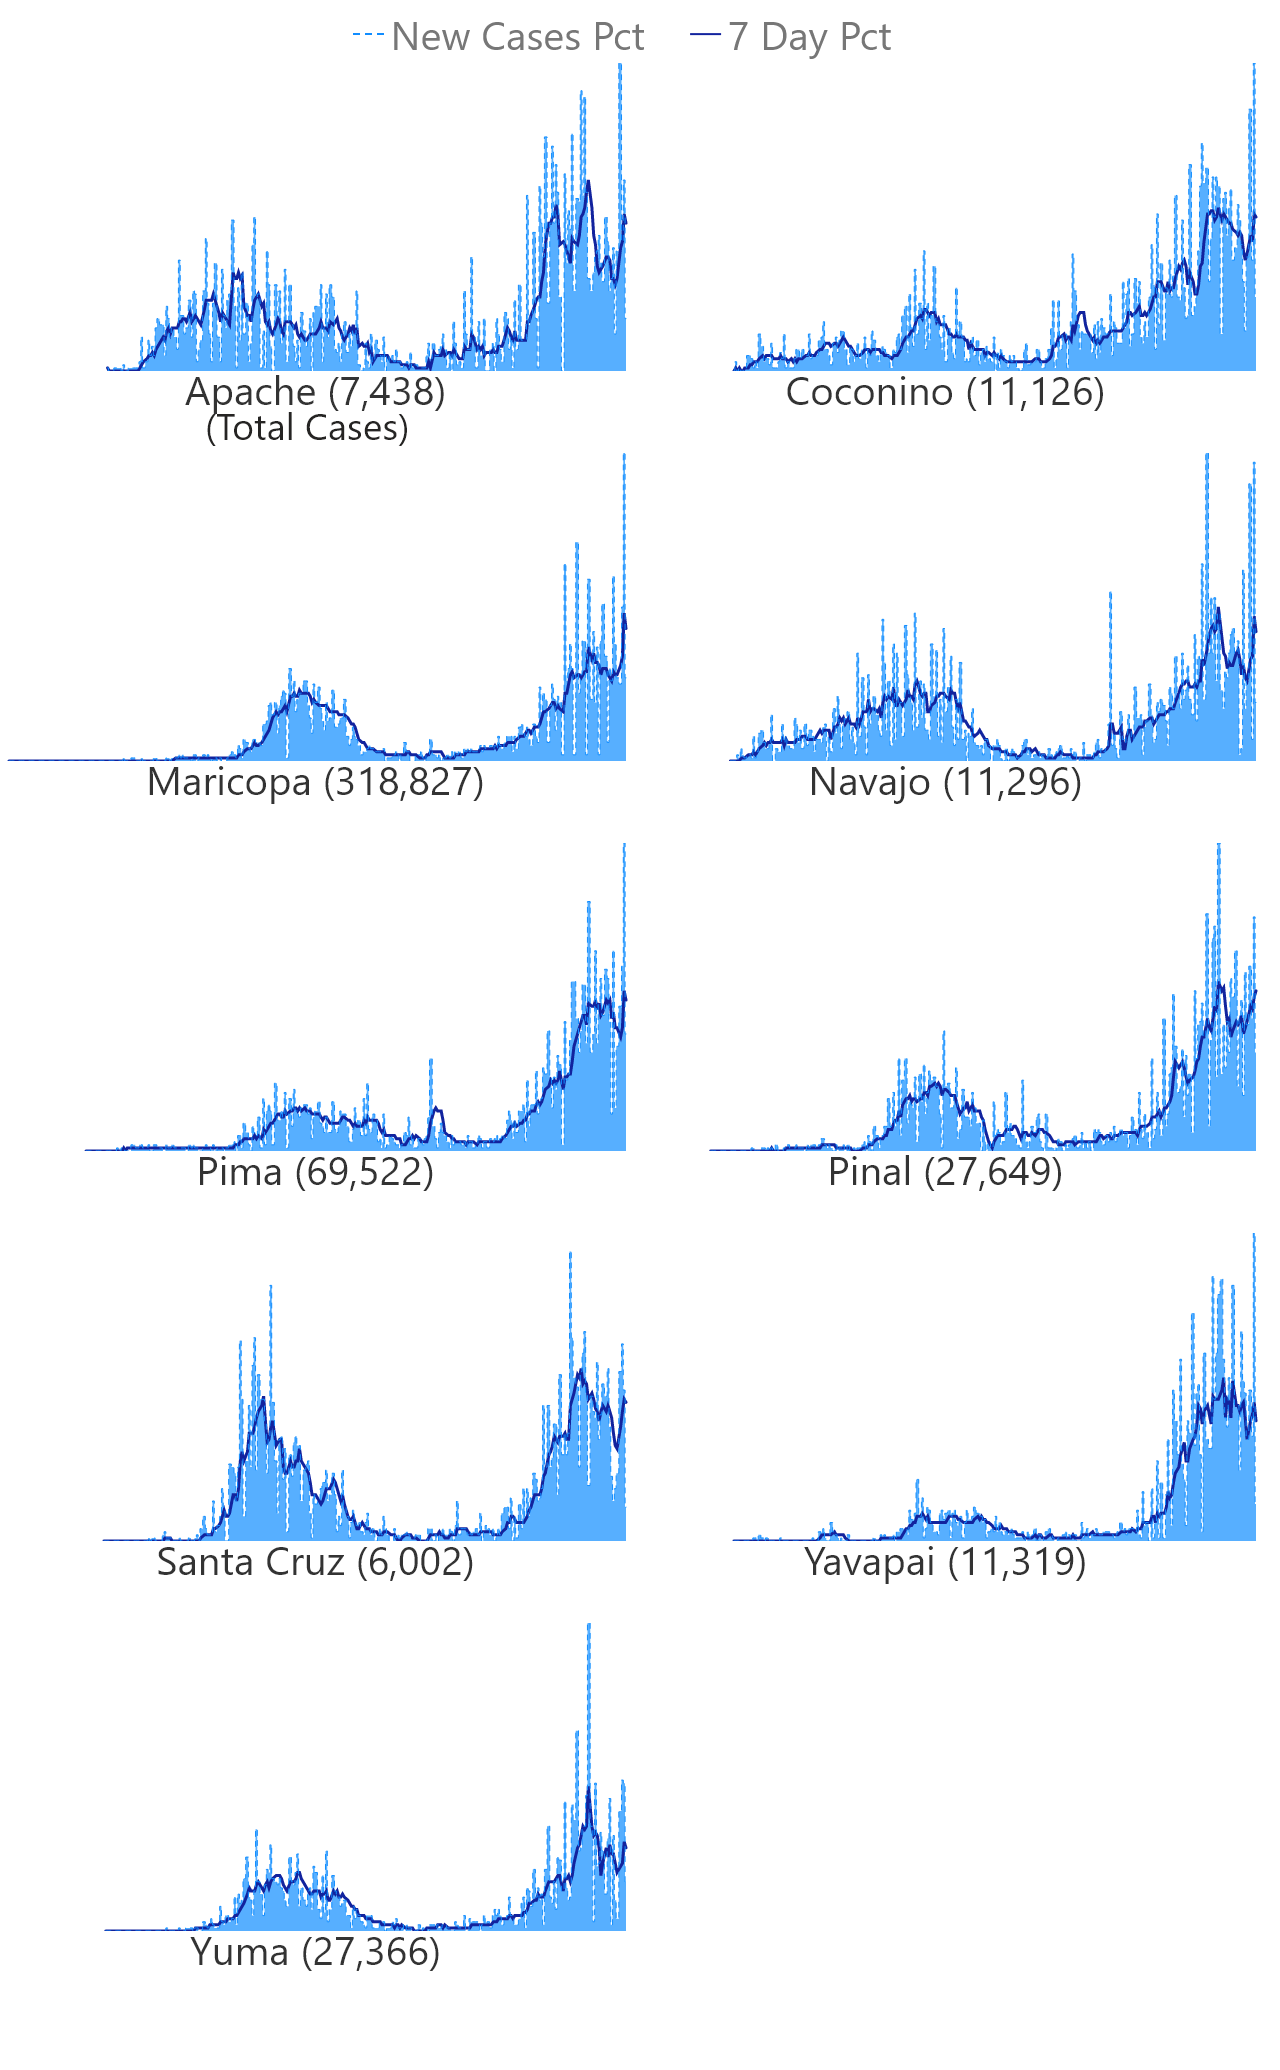 New Cases Pct 7 Day Pct
Apache (7,438)
(Total Cases)
Coconino (11,126)
Maricopa (318,827)
Navajo (11,296)
Pima (69,522)
Pinal (27,649)
Santa Cruz (6,002)
Yavapai (11,319)
Yuma (27,366)